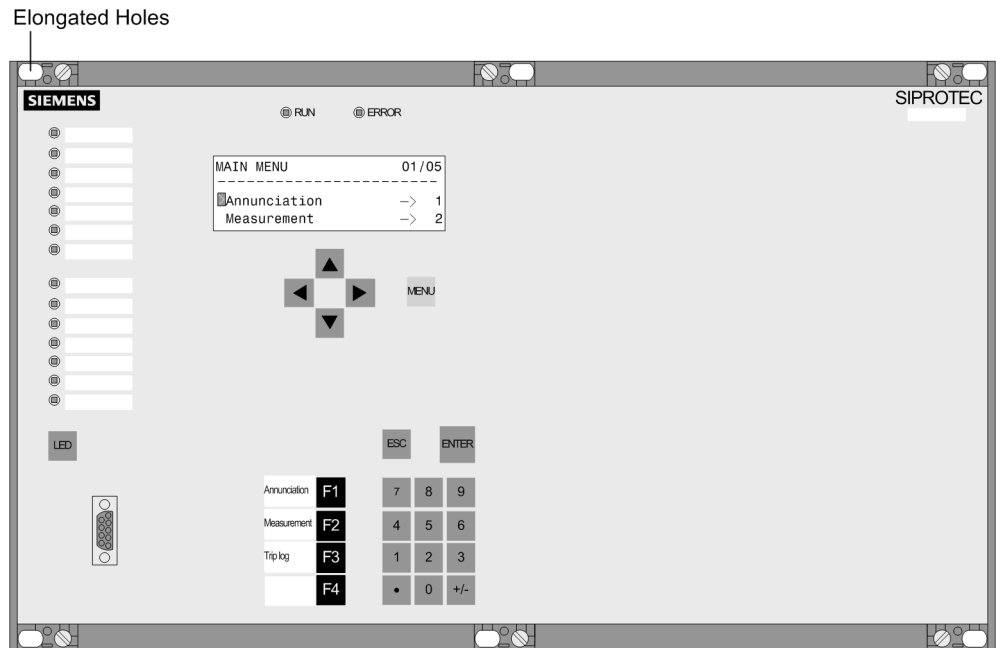 Elongated Holes
SIEMENS
SIPROTEC
RUN
ERROR
MAIN MENU 01/05
Annunciation —> 1
Measurement —> 2
MENU
LED
ESC
ENTER
Annunciation F1
7 8 9
Measurement F2
4 5 6
Trip log F3
1 2 3
F4
• 0 +/-